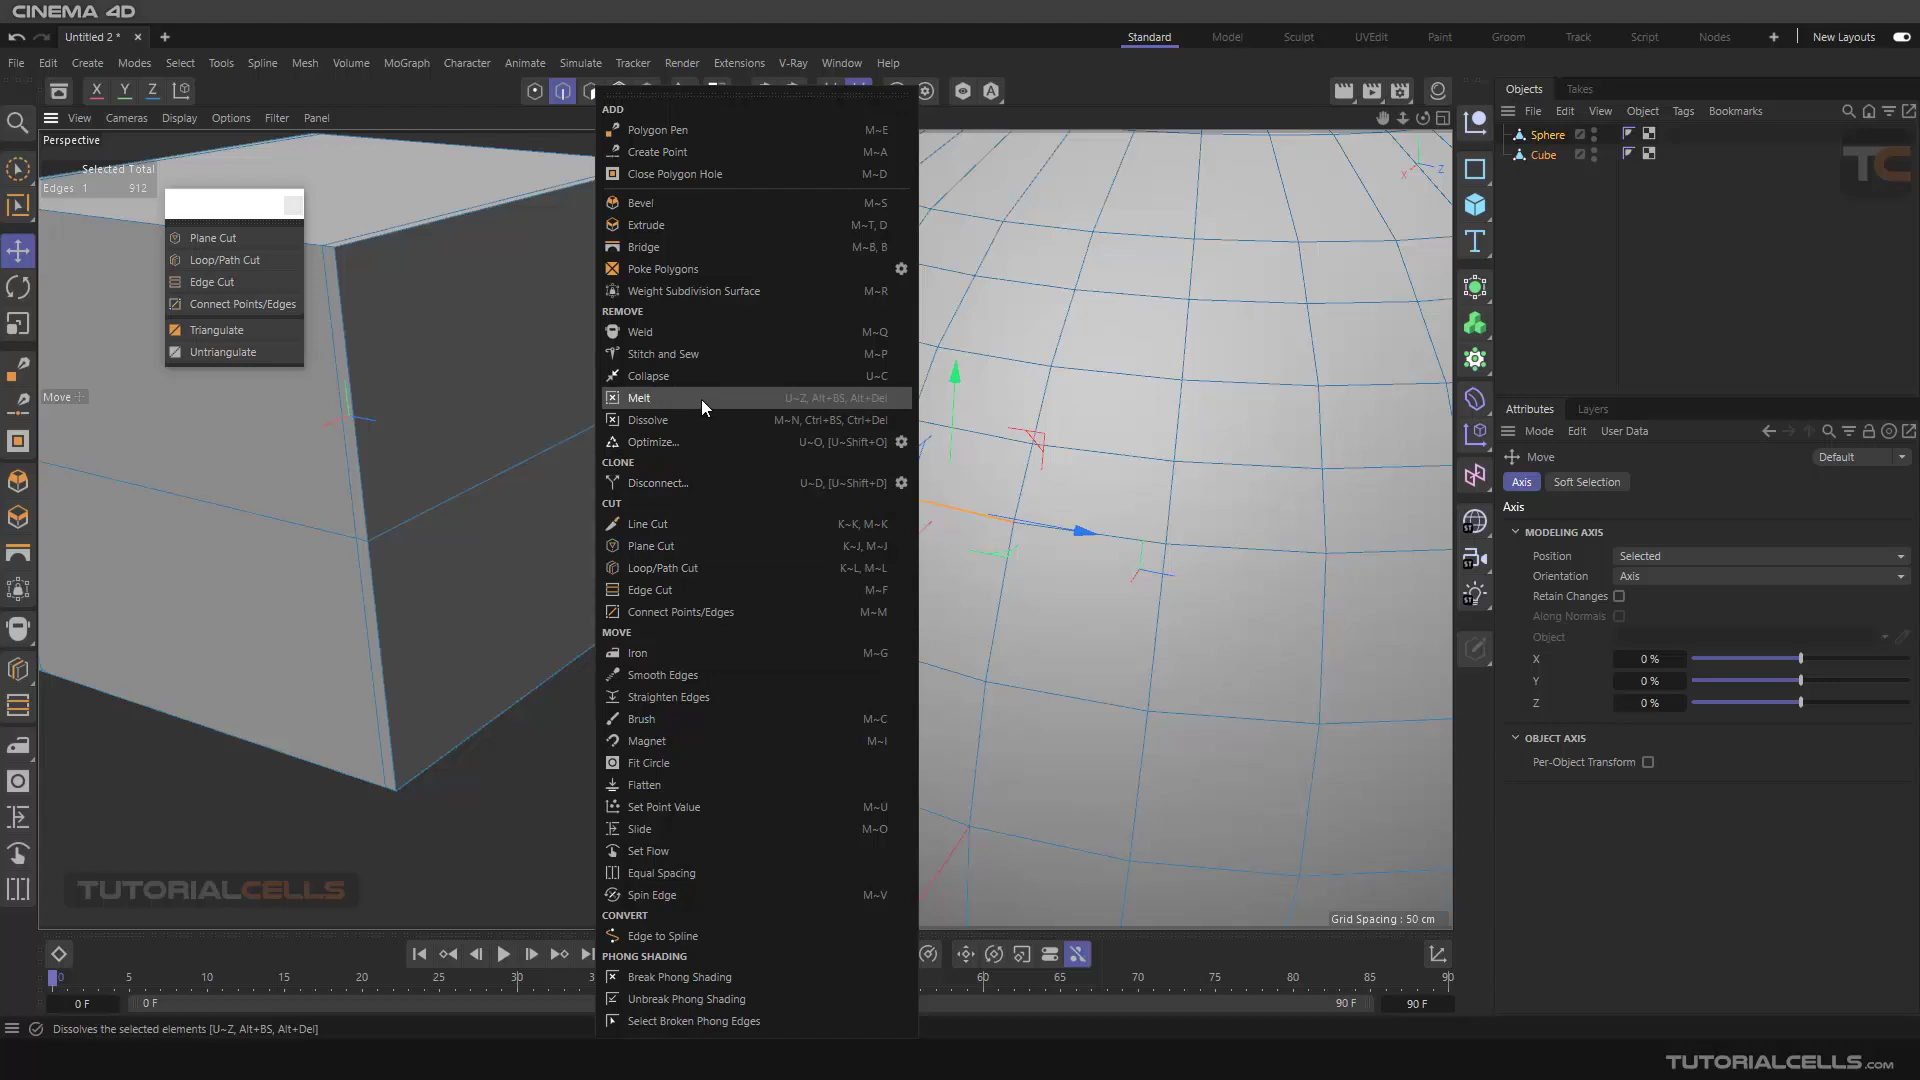 CINEMA 4D
Untitled 2 *
Standard
Model
Sculpt
UVEdit
Paint
Groom
Track
Script
Nodes
New Layouts
File Edit Create Modes Select Tools Spline Mesh Volume MoGraph Character Animate Simulate Tracker Render Extensions V-Ray Window Help
X Y Z
View Cameras Display Options Filter Panel
Perspective
Selected Total
Edges 1 912
Plane Cut
Loop/Path Cut
Edge Cut
Connect Points/Edges
Triangulate
Untriangulate
Move
ADD
Polygon Pen M~E
Create Point M~A
Close Polygon Hole M~D
Bevel M~S
Extrude M~T, D
Bridge M~B, B
Poke Polygons
Weight Subdivision Surface M~R
REMOVE
Weld M~Q
Stitch and Sew M~P
Collapse U~C
Melt U~Z, Alt+BS, Alt+Del
Dissolve M~N, Ctrl+BS, Ctrl+Del
Optimize... U~O, [U~Shift+O]
CLONE
Disconnect... U~D, [U~Shift+D]
CUT
Line Cut K~K, M~K
Plane Cut K~J, M~J
Loop/Path Cut K~L, M~L
Edge Cut M~F
Connect Points/Edges M~M
MOVE
Iron M~G
Smooth Edges
Straighten Edges
Brush M~C
Magnet M~I
Fit Circle
Flatten
Set Point Value M~U
Slide M~O
Set Flow
Equal Spacing
Spin Edge M~V
CONVERT
Edge to Spline
PHONG SHADING
Break Phong Shading
Unbreak Phong Shading
Select Broken Phong Edges
X Z
Grid Spacing : 50 cm
TUTORIALCELLS
Objects Takes
File Edit View Object Tags Bookmarks
Sphere
Cube
TC
Attributes Layers
Mode Edit User Data
Move Default
Axis Soft Selection
Axis
MODELING AXIS
Position Selected
Orientation Axis
Retain Changes
Along Normals
Object
X 0 %
Y 0 %
Z 0 %
OBJECT AXIS
Per-Object Transform
0 5 10 15 20 25 30 60 65 70 75 80 85 90
0 F 0 F 90 F 90 F
Dissolves the selected elements [U~Z, Alt+BS, Alt+Del]
TUTORIALCELLS.com